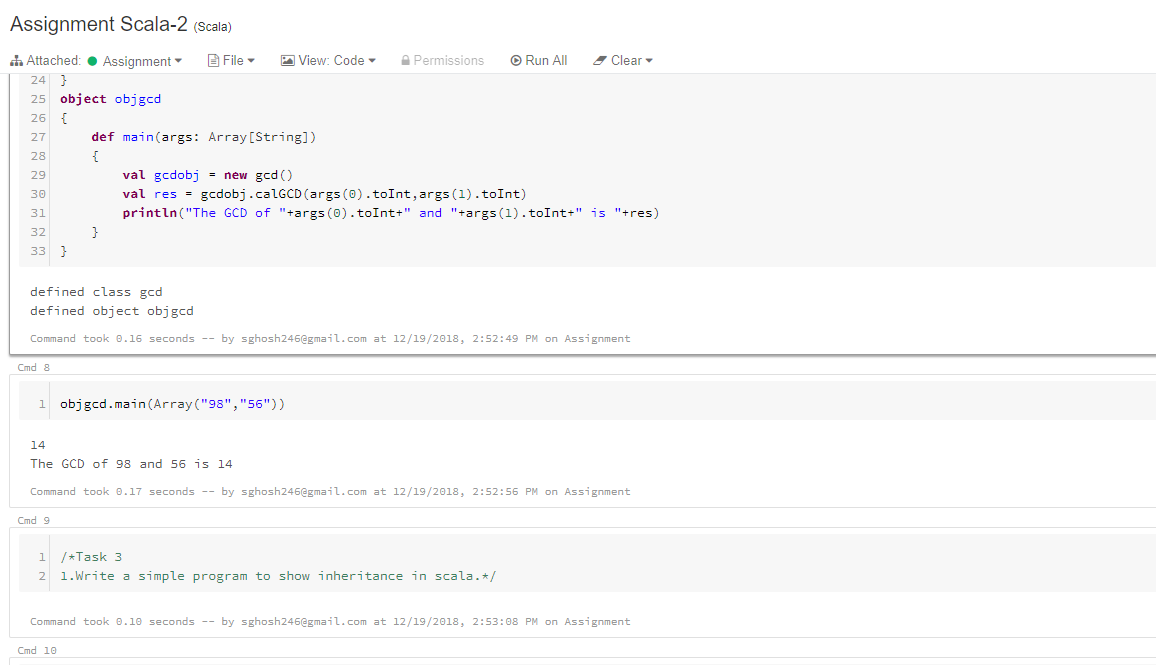 Assignment Scala-2 (Scala)
Attached: Assignment File View: Code Permissions Run All Clear
24 }
25 object objgcd
26 {
27 def main(args: Array[String])
28 {
29 val gcdobj = new gcd()
30 val res = gcdobj.calGCD(args(0).toInt,args(1).toInt)
31 println("The GCD of "+args(0).toInt+" and "+args(1).toInt+" is "+res)
32 }
33 }
defined class gcd
defined object objgcd
Command took 0.16 seconds -- by sghosh246@gmail.com at 12/19/2018, 2:52:49 PM on Assignment
Cmd 8
1 objgcd.main(Array("98","56"))
14
The GCD of 98 and 56 is 14
Command took 0.17 seconds -- by sghosh246@gmail.com at 12/19/2018, 2:52:56 PM on Assignment
Cmd 9
1 /*Task 3
2 1.Write a simple program to show inheritance in scala.*/
Command took 0.10 seconds -- by sghosh246@gmail.com at 12/19/2018, 2:53:08 PM on Assignment
Cmd 10